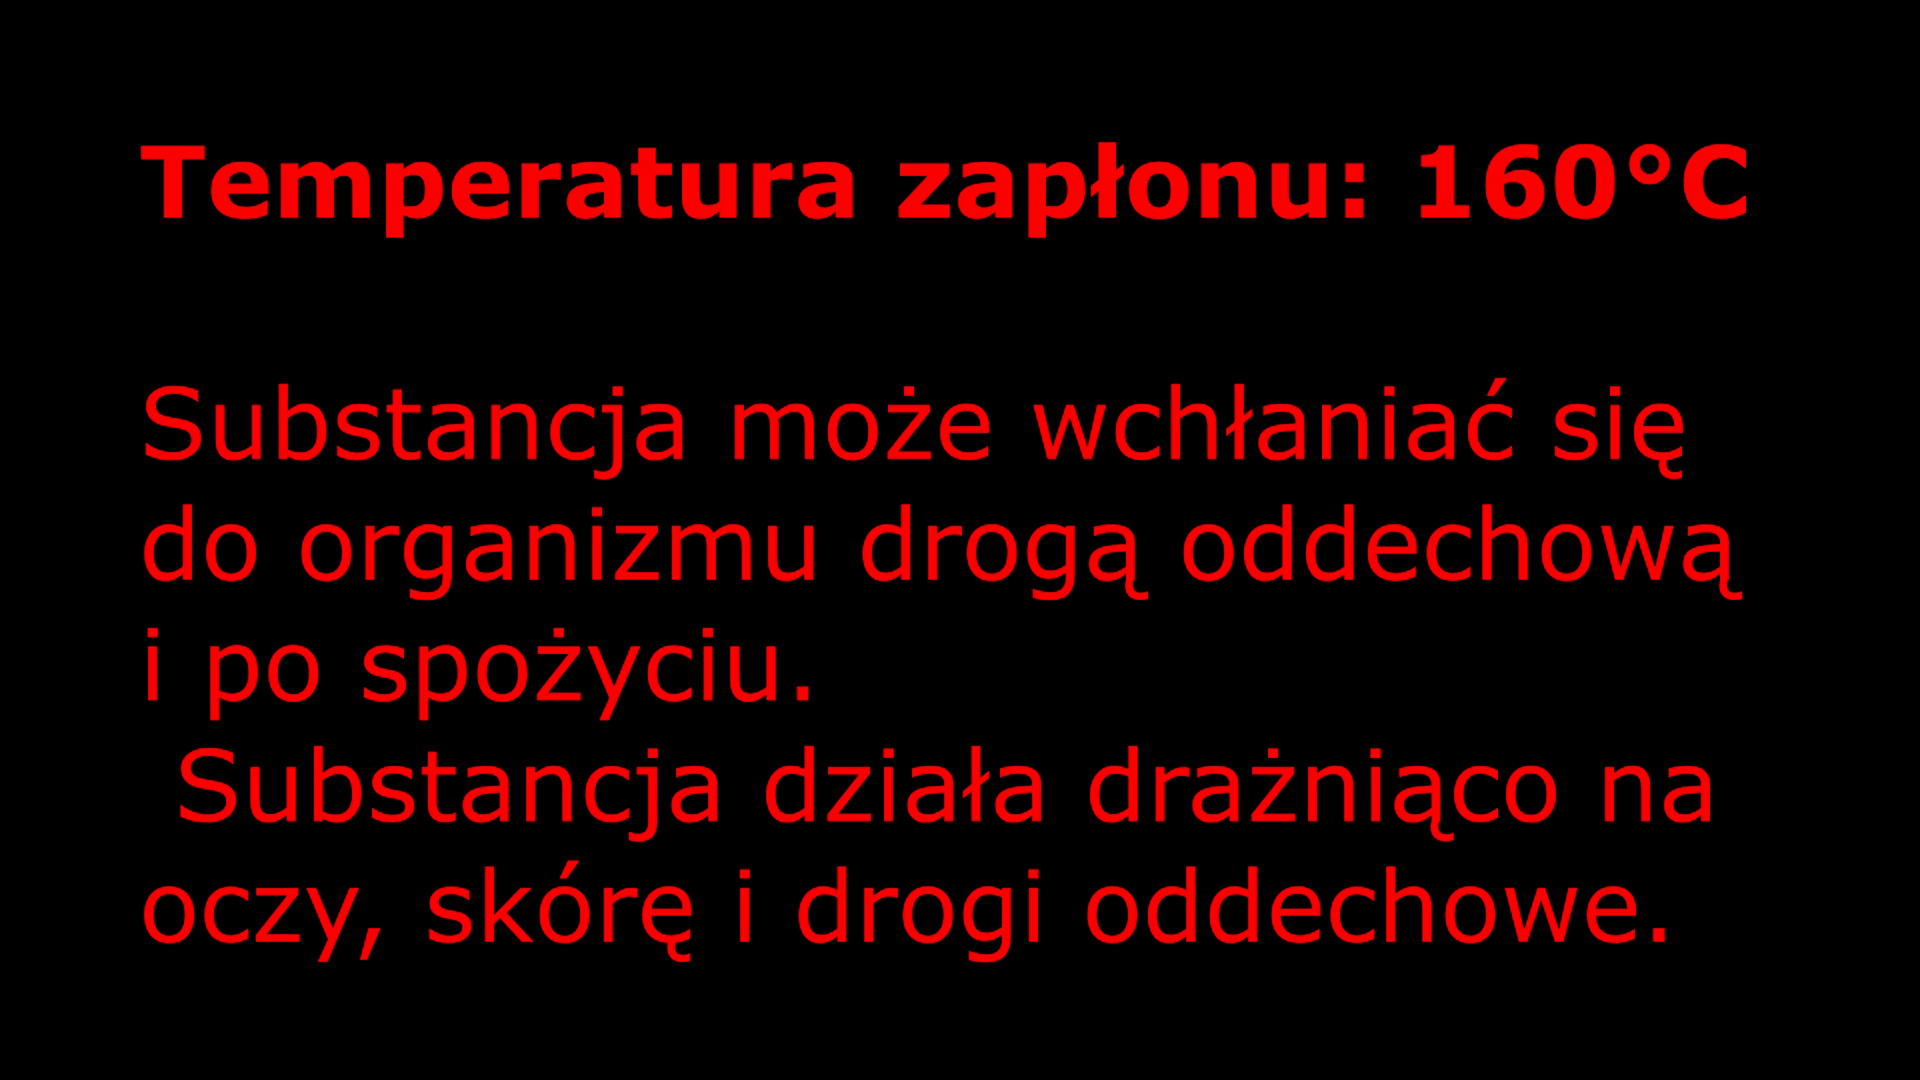 Temperatura zapłonu: 160°C
Substancja może wchłaniać się
do organizmu drogą oddechową
i po spożyciu.
Substancja działa drażniąco na
oczy, skórę i drogi oddechowe.